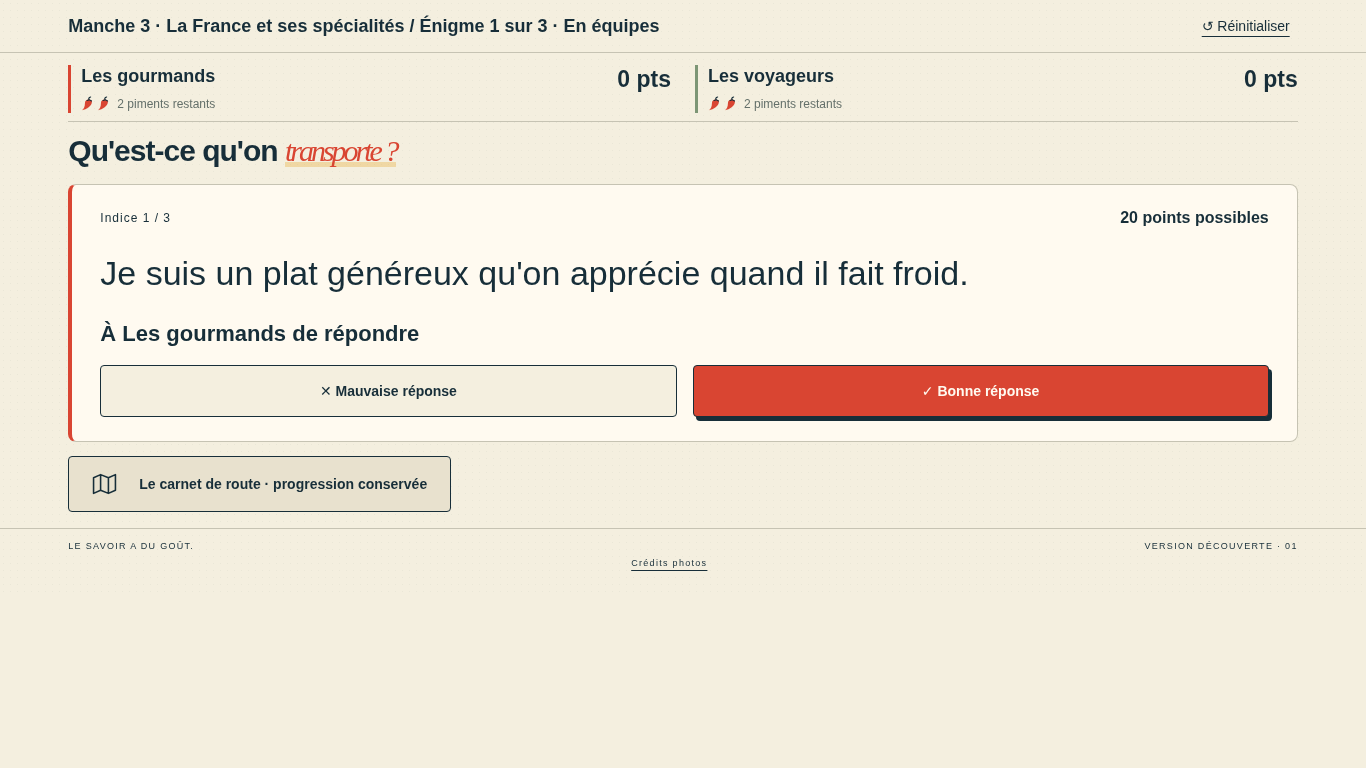 Manche 3 · La France et ses spécialités / Énigme 1 sur 3 · En équipes
↺ Réinitialiser
Les gourmands
0 pts
2 piments restants
Les voyageurs
0 pts
2 piments restants
Qu'est-ce qu'on transporte ?
Indice 1 / 3
20 points possibles
Je suis un plat généreux qu'on apprécie quand il fait froid.
À Les gourmands de répondre
✕ Mauvaise réponse
✓ Bonne réponse
Le carnet de route · progression conservée
LE SAVOIR A DU GOÛT.
VERSION DÉCOUVERTE · 01
Crédits photos